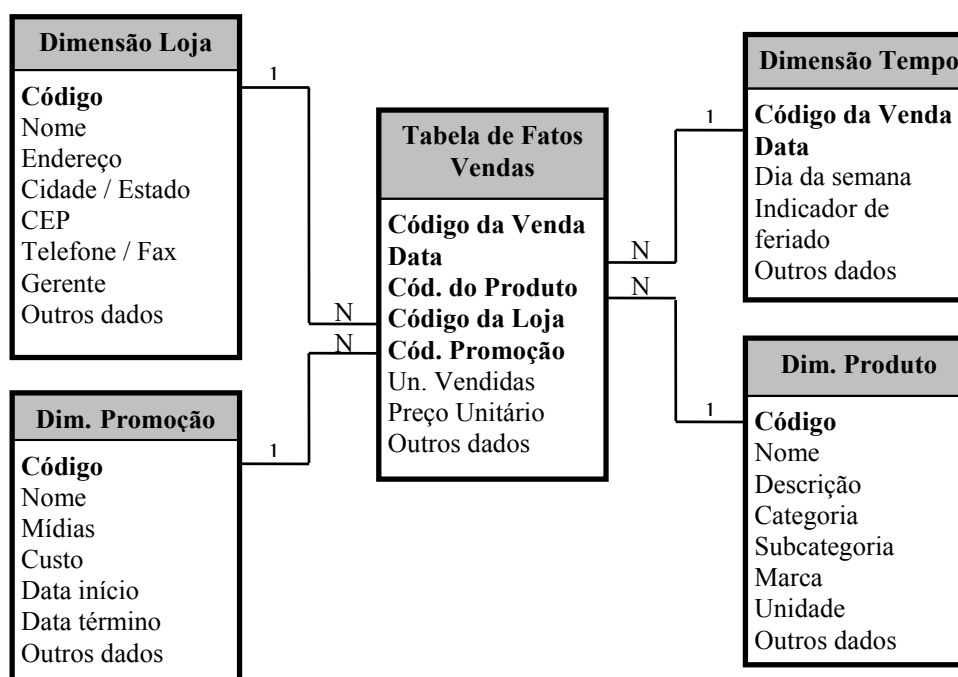 Dimensão Loja
Código
Nome
Endereço
Cidade / Estado
CEP
Telefone / Fax
Gerente
Outros dados
1
N
Dim. Promoção
Código
Nome
Mídias
Custo
Data início
Data término
Outros dados
1
N
Tabela de Fatos
Vendas
Código da Venda
Data
Cód. do Produto
Código da Loja
Cód. Promoção
Un. Vendidas
Preço Unitário
Outros dados
N
N
1
Dimensão Tempo
Código da Venda
Data
Dia da semana
Indicador de
feriado
Outros dados
1
Dim. Produto
Código
Nome
Descrição
Categoria
Subcategoria
Marca
Unidade
Outros dados